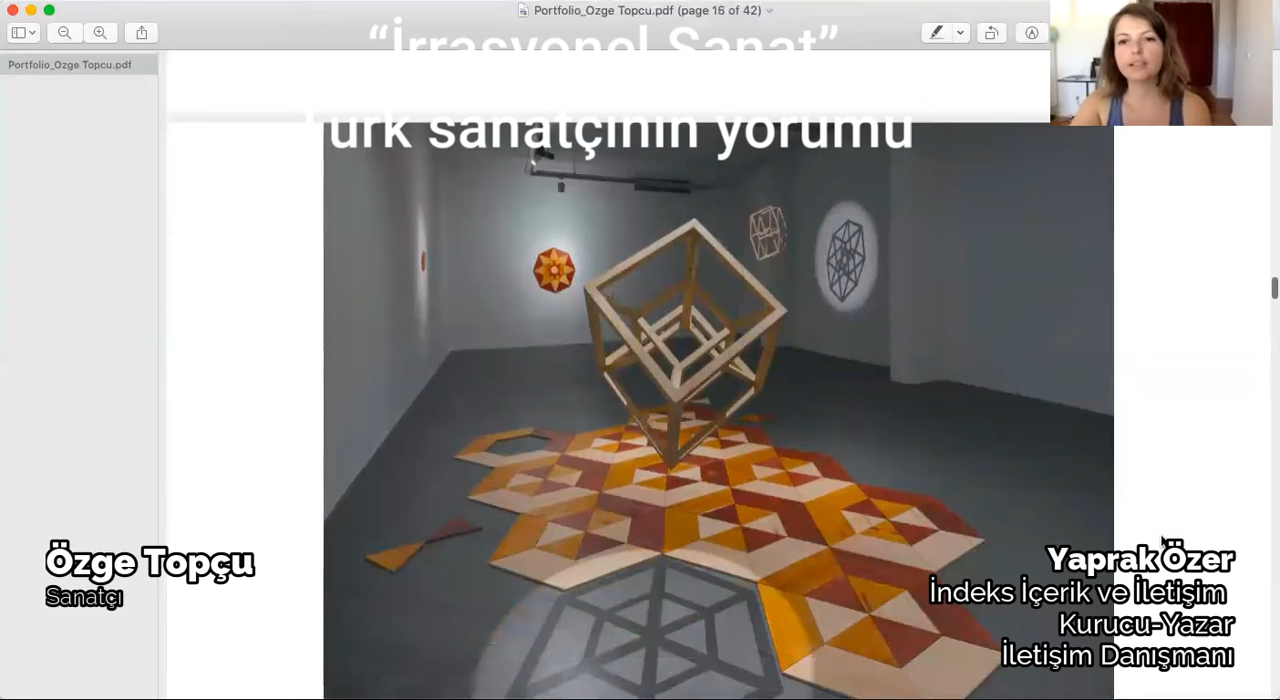 Portfolio_Ozge Topcu.pdf (page 16 of 42)
“İrrasyonel Sanat”
Portfolio_Ozge Topcu.pdf
Türk sanatçının yorumu
Özge Topçu
Sanatçı
Yaprak Özer
İndeks İçerik ve İletişim
Kurucu-Yazar
İletişim Danışmanı